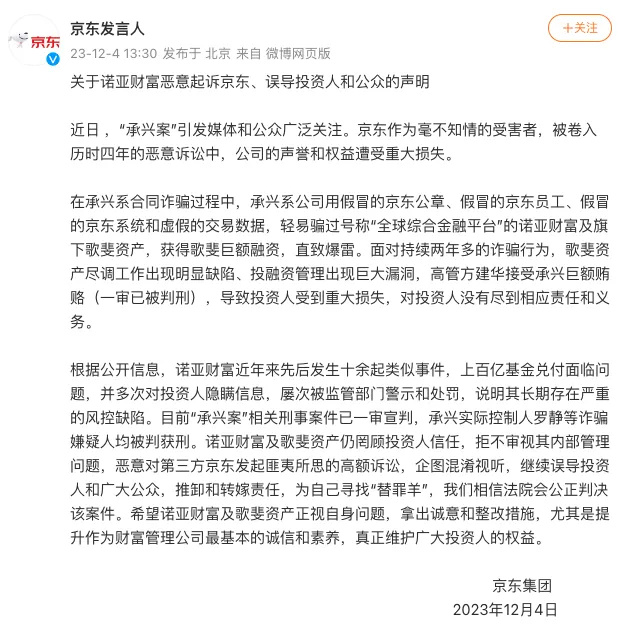 京东发言人
+关注
京东
23-12-4 13:30 发布于 北京 来自 微博网页版
关于诺亚财富恶意起诉京东、误导投资人和公众的声明
近日，“承兴案”引发媒体和公众广泛关注。京东作为毫不知情的受害者，被卷入
历时四年的恶意诉讼中，公司的声誉和权益遭受重大损失。
在承兴系合同诈骗过程中，承兴系公司用假冒的京东公章、假冒的京东员工、假冒
的京东系统和虚假的交易数据，轻易骗过号称“全球综合金融平台”的诺亚财富及旗
下歌斐资产，获得歌斐巨额融资，直致爆雷。面对持续两年多的诈骗行为，歌斐资
产尽调工作出现明显缺陷、投融资管理出现巨大漏洞，高管方建华接受承兴巨额贿
赂（一审已被判刑），导致投资人受到重大损失，对投资人没有尽到相应责任和义
务。
根据公开信息，诺亚财富近年来先后发生十余起类似事件，上百亿基金兑付面临问
题，并多次对投资人隐瞒信息，屡次被监管部门警示和处罚，说明其长期存在严重
的风控缺陷。目前“承兴案”相关刑事案件已一审宣判，承兴实际控制人罗静等诈骗
嫌疑人均被判获刑。诺亚财富及歌斐资产仍罔顾投资人信任，拒不审视其内部管理
问题，恶意对第三方京东发起匪夷所思的高额诉讼，企图混淆视听，继续误导投资
人和广大公众，推卸和转嫁责任，为自己寻找“替罪羊”，我们相信法院会公正判决
该案件。希望诺亚财富及歌斐资产正视自身问题，拿出诚意和整改措施，尤其是提
升作为财富管理公司最基本的诚信和素养，真正维护广大投资人的权益。
京东集团
2023年12月4日